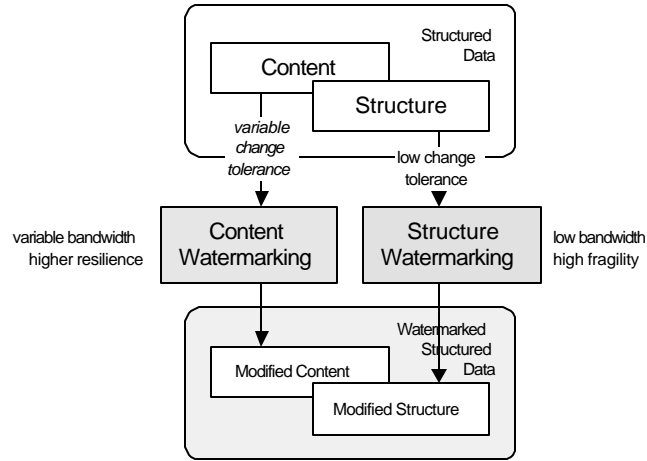 Structured
Data
Content
Structure
variable
change
tolerance
low change
tolerance
variable bandwidth
higher resilience
Content
Watermarking
Structure
Watermarking
low bandwidth
high fragility
Watermarked
Structured
Data
Modified Content
Modified Structure